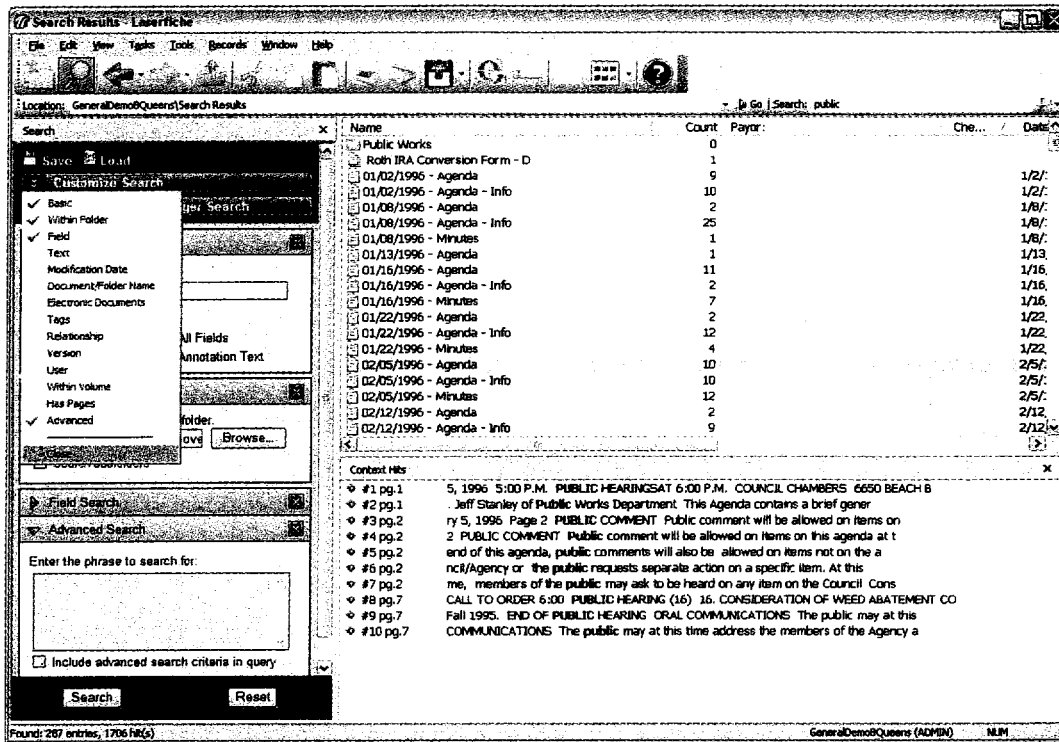 Search Results - Laserfiche
File Edit View Tasks Tools Records Window Help
Location: GeneralDemo8Queens\Search Results
Go Search: public
Search
Save Load
Customize Search
Basic
Within Folder
Field
Text
Modification Date
Document/Folder Name
Electronic Documents
Tags
Relationship
Version
User
Within Volume
Has Pages
Advanced
Close
ger Search
All Fields
Annotation Text
folder.
Browse...
Field Search
Advanced Search
Enter the phrase to search for:
Include advanced search criteria in query
Search Reset
Name Count Payor: Che... / Date
Public Works 0
Roth IRA Conversion Form - D 1
01/02/1996 - Agenda 9 1/2/
01/02/1996 - Agenda - Info 10 1/2/
01/08/1996 - Agenda 2 1/8/
01/08/1996 - Agenda - Info 25 1/8/
01/08/1996 - Minutes 1 1/8/
01/13/1996 - Agenda 1 1/13,
01/16/1996 - Agenda 11 1/16,
01/16/1996 - Agenda - Info 2 1/16,
01/16/1996 - Minutes 7 1/16,
01/22/1996 - Agenda 2 1/22,
01/22/1996 - Agenda - Info 12 1/22,
01/22/1996 - Minutes 4 1/22,
02/05/1996 - Agenda 10 2/5/
02/05/1996 - Agenda - Info 10 2/5/
02/05/1996 - Minutes 12 2/5/
02/12/1996 - Agenda 2 2/12,
02/12/1996 - Agenda - Info 9 2/12
Context Hits
#1 pg.1 5, 1996 5:00 P.M. PUBLIC HEARINGSAT 6:00 P.M. COUNCIL CHAMBERS 6650 BEACH B
#2 pg.1 . Jeff Stanley of Public Works Department This Agenda contains a brief gener
#3 pg.2 ry 5, 1996 Page 2 PUBLIC COMMENT Public comment will be allowed on items on
#4 pg.2 2 PUBLIC COMMENT Public comment will be allowed on items on this agenda at t
#5 pg.2 end of this agenda, public comments will also be allowed on items not on the a
#6 pg.2 ncil/Agency or the public requests separate action on a specific item. At this
#7 pg.2 me, members of the public may ask to be heard on any item on the Council Cons
#8 pg.7 CALL TO ORDER 6:00 PUBLIC HEARING (16) 16. CONSIDERATION OF WEED ABATEMENT CO
#9 pg.7 Fall 1995. END OF PUBLIC HEARING ORAL COMMUNICATIONS The public may at this
#10 pg.7 COMMUNICATIONS The public may at this time address the members of the Agency a
Found: 287 entries, 1706 hit(s)
GeneralDemo8Queens (ADMIN) NUM